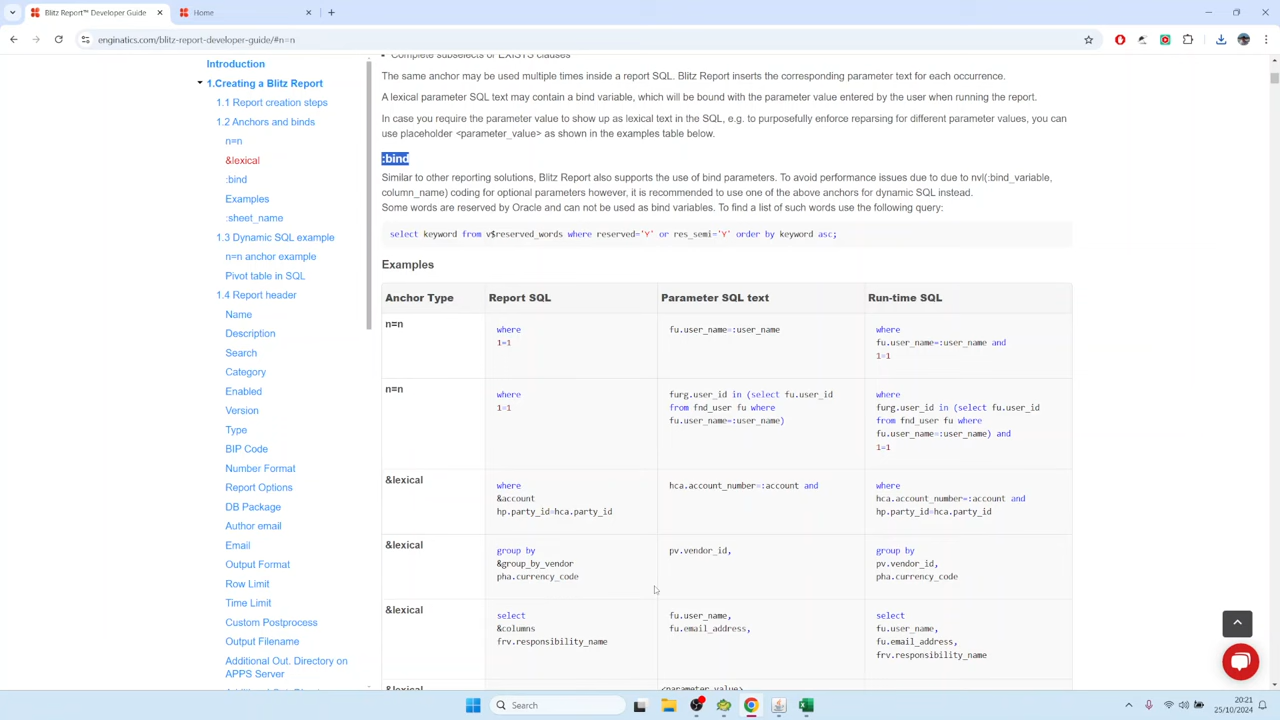 Blitz Report™ Developer Guide
Home
enginatics.com/blitz-report-developer-guide/#n=n
Introduction
1.Creating a Blitz Report
1.1 Report creation steps
1.2 Anchors and binds
n=n
&lexical
:bind
Examples
:sheet_name
1.3 Dynamic SQL example
n=n anchor example
Pivot table in SQL
1.4 Report header
Name
Description
Search
Category
Enabled
Version
Type
BIP Code
Number Format
Report Options
DB Package
Author email
Email
Output Format
Row Limit
Time Limit
Custom Postprocess
Output Filename
Additional Out. Directory on
APPS Server
Complete subselects or EXISTS clauses
The same anchor may be used multiple times inside a report SQL. Blitz Report inserts the corresponding parameter text for each occurrence.
A lexical parameter SQL text may contain a bind variable, which will be bound with the parameter value entered by the user when running the report.
In case you require the parameter value to show up as lexical text in the SQL, e.g. to purposefully enforce reparsing for different parameter values, you can
use placeholder <parameter_value> as shown in the examples table below.
:bind
Similar to other reporting solutions, Blitz Report also supports the use of bind parameters. To avoid performance issues due to due to nvl(:bind_variable,
column_name) coding for optional parameters however, it is recommended to use one of the above anchors for dynamic SQL instead.
Some words are reserved by Oracle and can not be used as bind variables. To find a list of such words use the following query:
select keyword from v$reserved_words where reserved='Y' or res_semi='Y' order by keyword asc;
Examples
Anchor Type Report SQL Parameter SQL text Run-time SQL
n=n
where
1=1
fu.user_name=:user_name
where
fu.user_name=:user_name and
1=1
n=n
where
1=1
furg.user_id in (select fu.user_id
from fnd_user fu where
fu.user_name=:user_name)
where
furg.user_id in (select fu.user_id
from fnd_user fu where
fu.user_name=:user_name) and
1=1
&lexical
where
&account
hp.party_id=hca.party_id
hca.account_number=:account and
where
hca.account_number=:account and
hp.party_id=hca.party_id
&lexical
group by
&group_by_vendor
pha.currency_code
pv.vendor_id,
group by
pv.vendor_id,
pha.currency_code
&lexical
select
&columns
frv.responsibility_name
fu.user_name,
fu.email_address,
select
fu.user_name,
fu.email_address,
frv.responsibility_name
&lexical
<parameter_value>
Search
20:21
25/10/2024